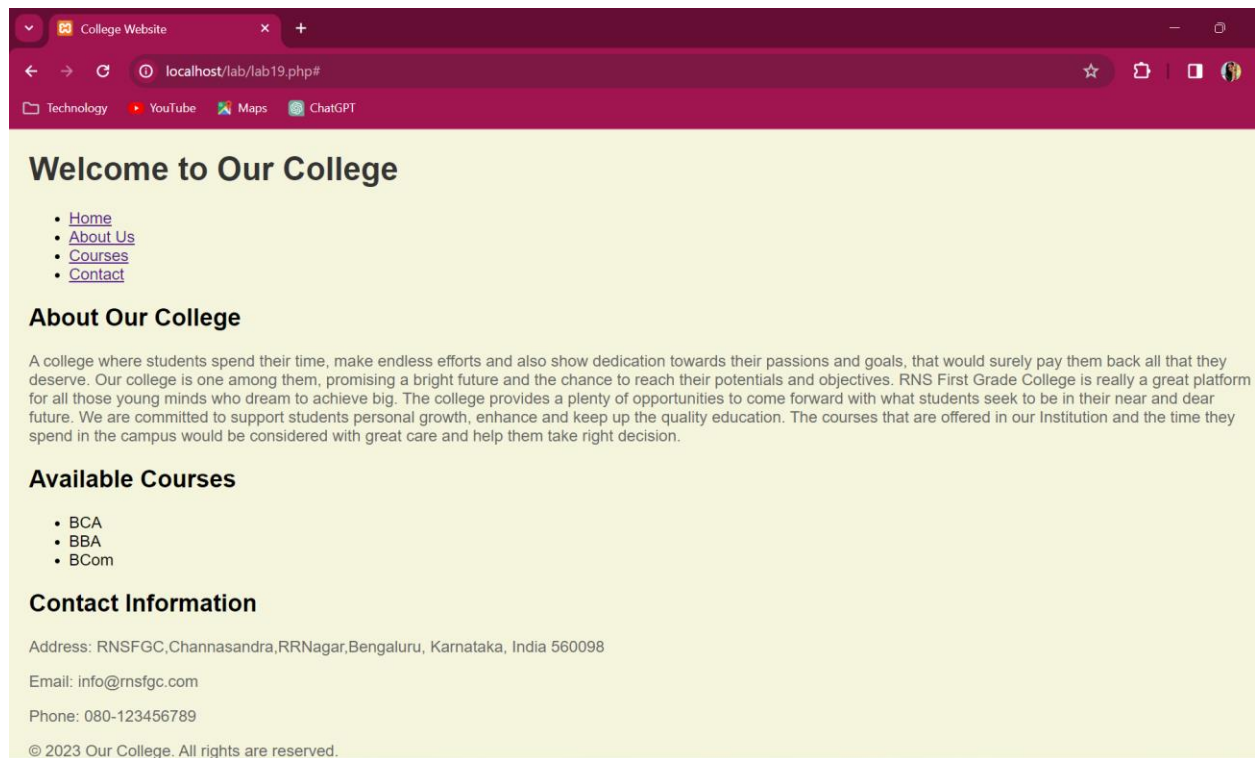 College Website
localhost/lab/lab19.php#
Technology YouTube Maps ChatGPT
Welcome to Our College
• Home
• About Us
• Courses
• Contact
About Our College
A college where students spend their time, make endless efforts and also show dedication towards their passions and goals, that would surely pay them back all that they
deserve. Our college is one among them, promising a bright future and the chance to reach their potentials and objectives. RNS First Grade College is really a great platform
for all those young minds who dream to achieve big. The college provides a plenty of opportunities to come forward with what students seek to be in their near and dear
future. We are committed to support students personal growth, enhance and keep up the quality education. The courses that are offered in our Institution and the time they
spend in the campus would be considered with great care and help them take right decision.
Available Courses
• BCA
• BBA
• BCom
Contact Information
Address: RNSFGC,Channasandra,RRNagar,Bengaluru, Karnataka, India 560098
Email: info@rnsfgc.com
Phone: 080-123456789
© 2023 Our College. All rights are reserved.